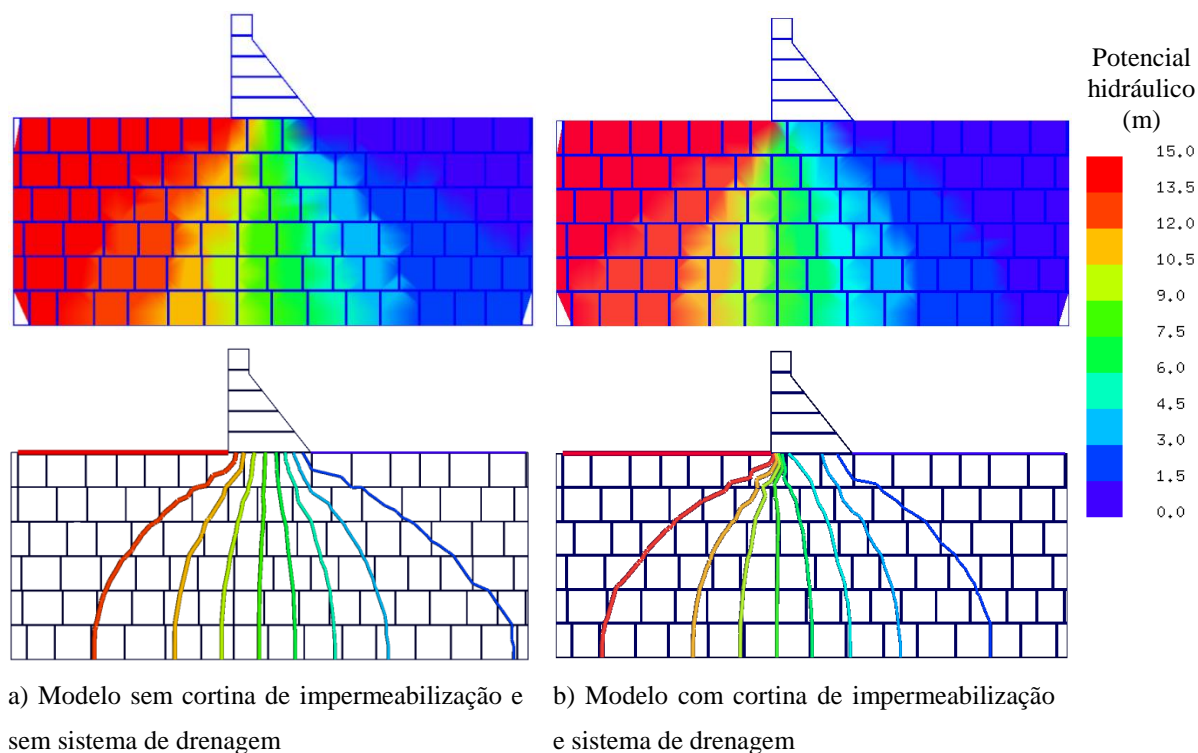 Potencial
hidráulico
(m)
15.0
13.5
12.0
10.5
9.0
7.5
6.0
4.5
3.0
1.5
0.0
a) Modelo sem cortina de impermeabilização e
sem sistema de drenagem
b) Modelo com cortina de impermeabilização
e sistema de drenagem